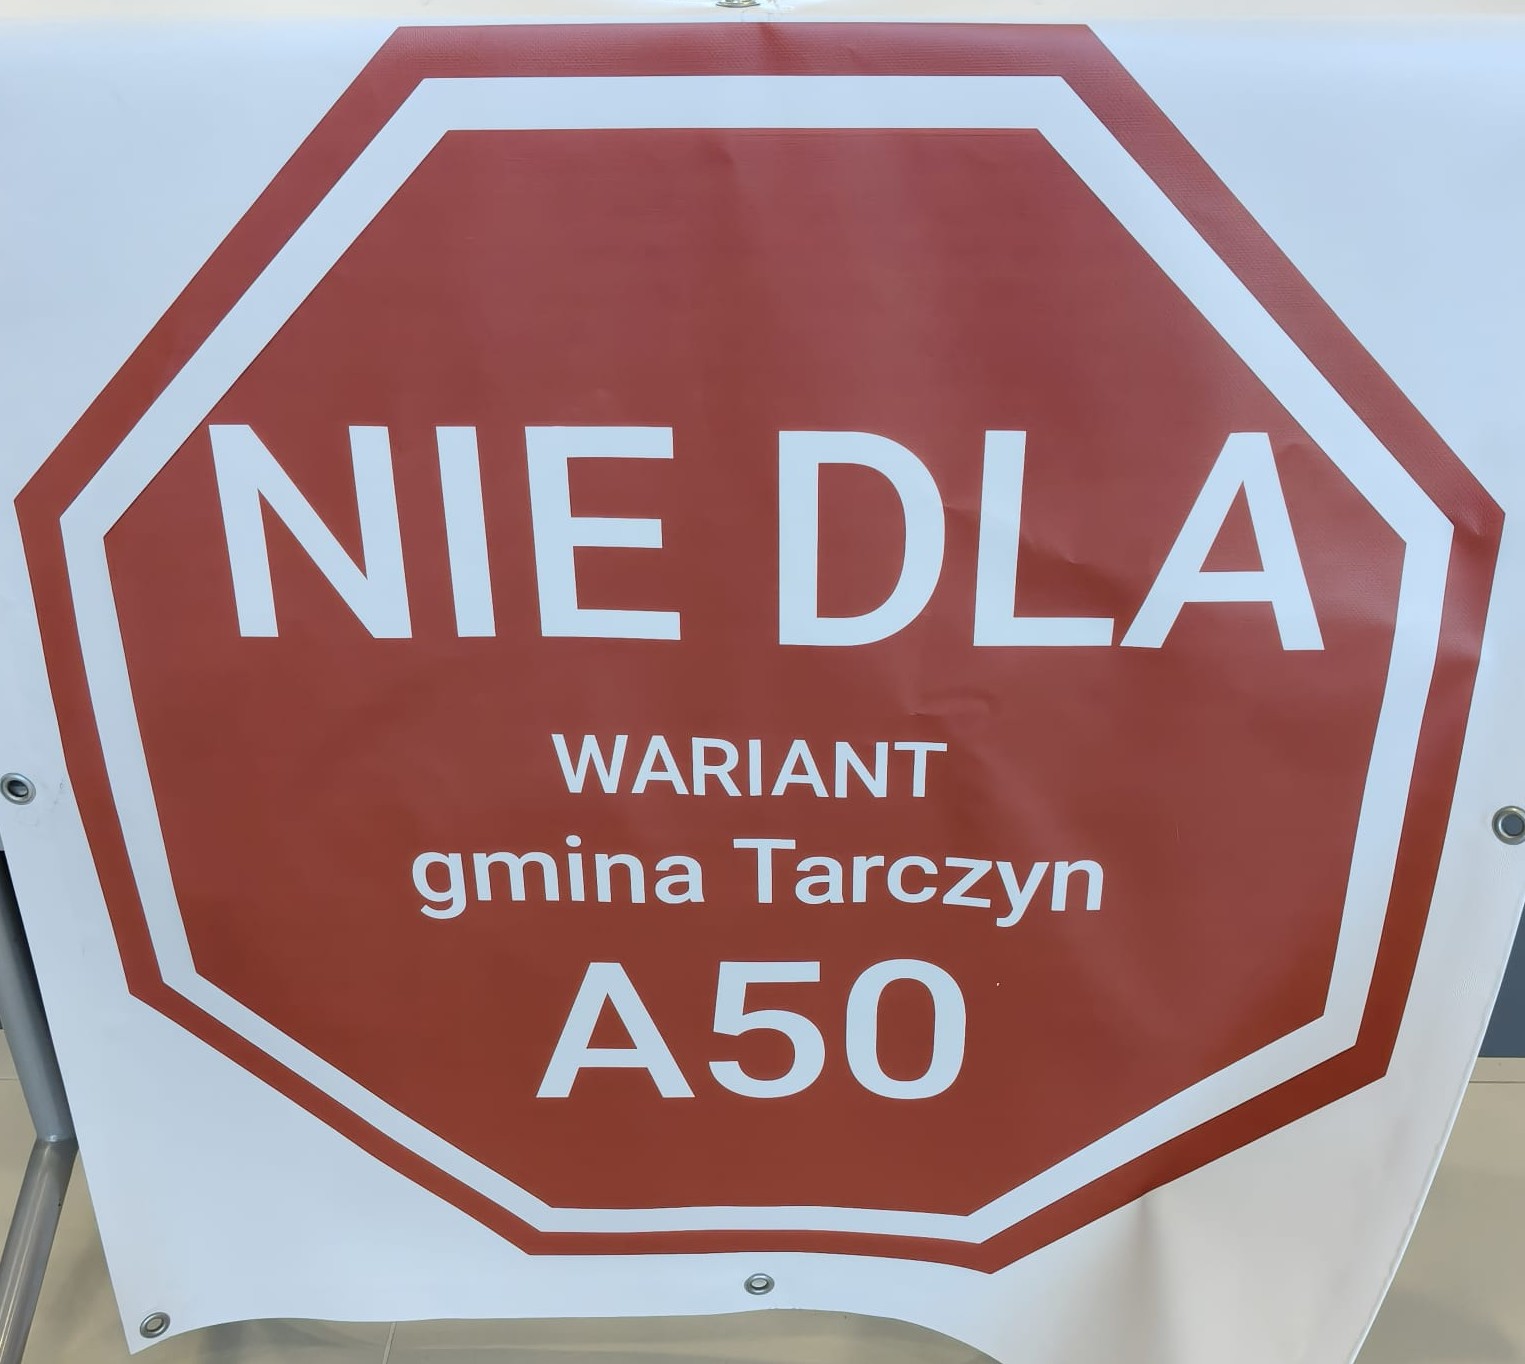 NIE DLA
WARIANT
gmina Tarczyn
A50